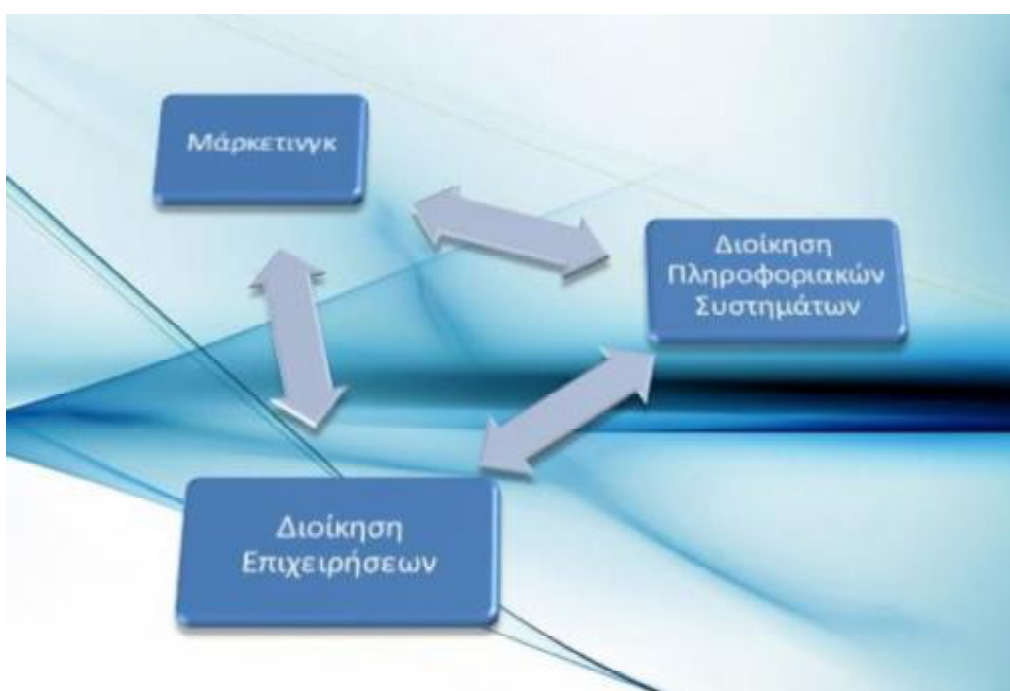 Μάρκετινγκ
Διοίκηση
Πληροφοριακών
Συστημάτων
Διοίκηση
Επιχειρήσεων